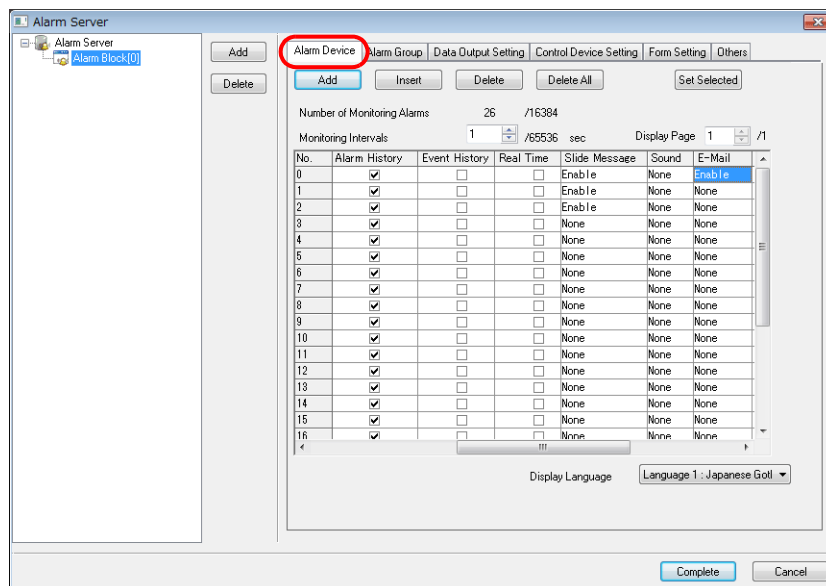 Alarm Server
Alarm Server
Alarm Block[0]
Add
Delete
Alarm Device Alarm Group Data Output Setting Control Device Setting Form Setting Others
Add Insert Delete Delete All Set Selected
Number of Monitoring Alarms 26 /16384
Monitoring Intervals 1 /65536 sec Display Page 1 /1
No. Alarm History Event History Real Time Slide Message Sound E-Mail
0 Enable None Enable
1 Enable None None
2 Enable None None
3 None None None
4 None None None
5 None None None
6 None None None
7 None None None
8 None None None
9 None None None
10 None None None
11 None None None
12 None None None
13 None None None
14 None None None
15 None None None
16 None None None
Display Language Language 1 : Japanese Gotl
Complete Cancel